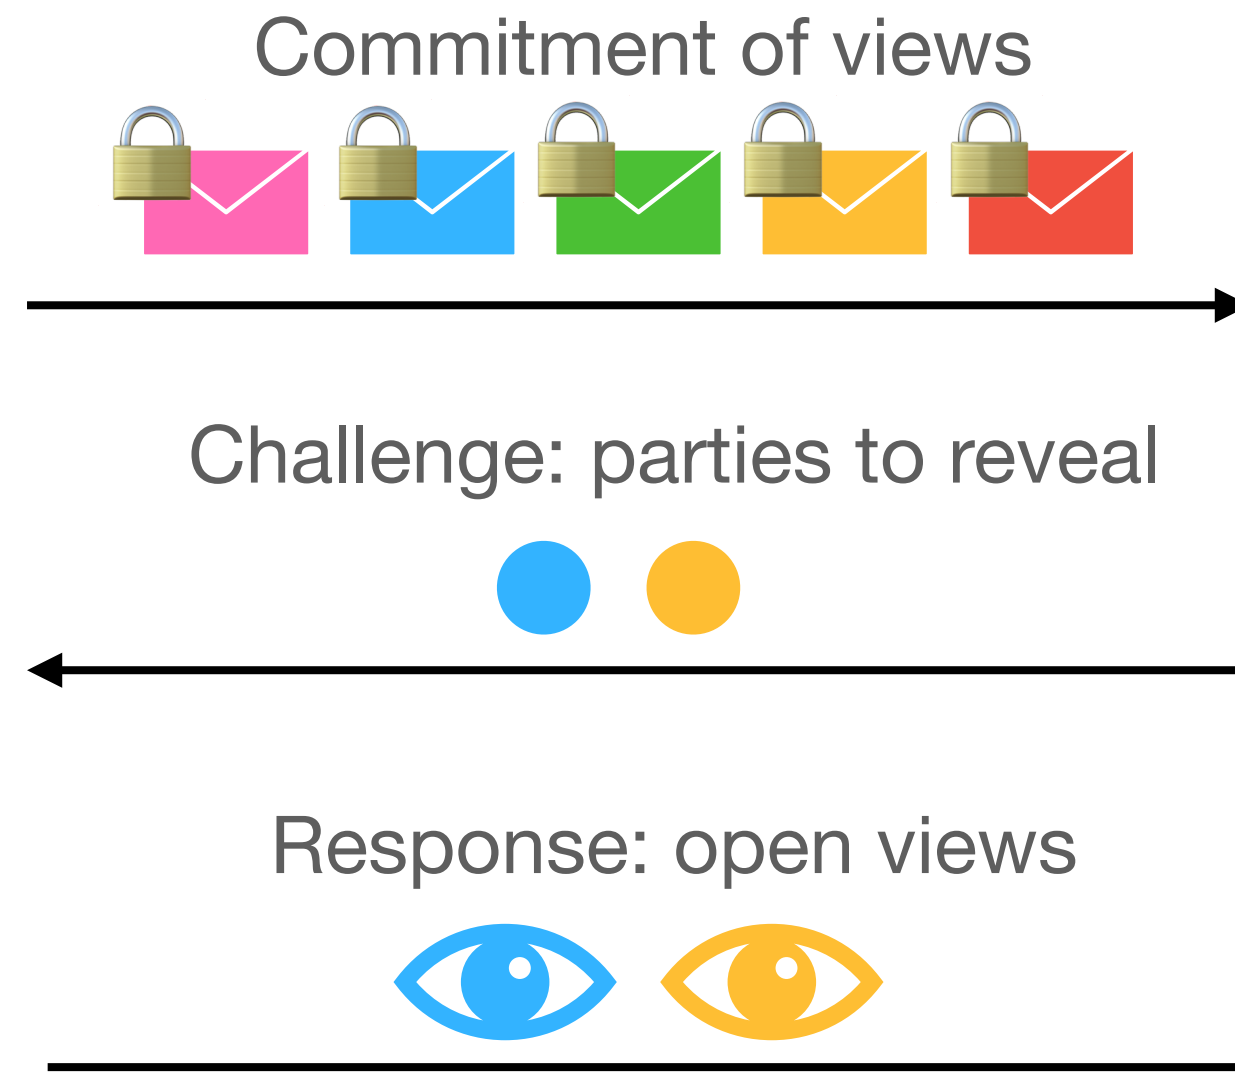 Commitment of views
Challenge: parties to reveal
Response: open views